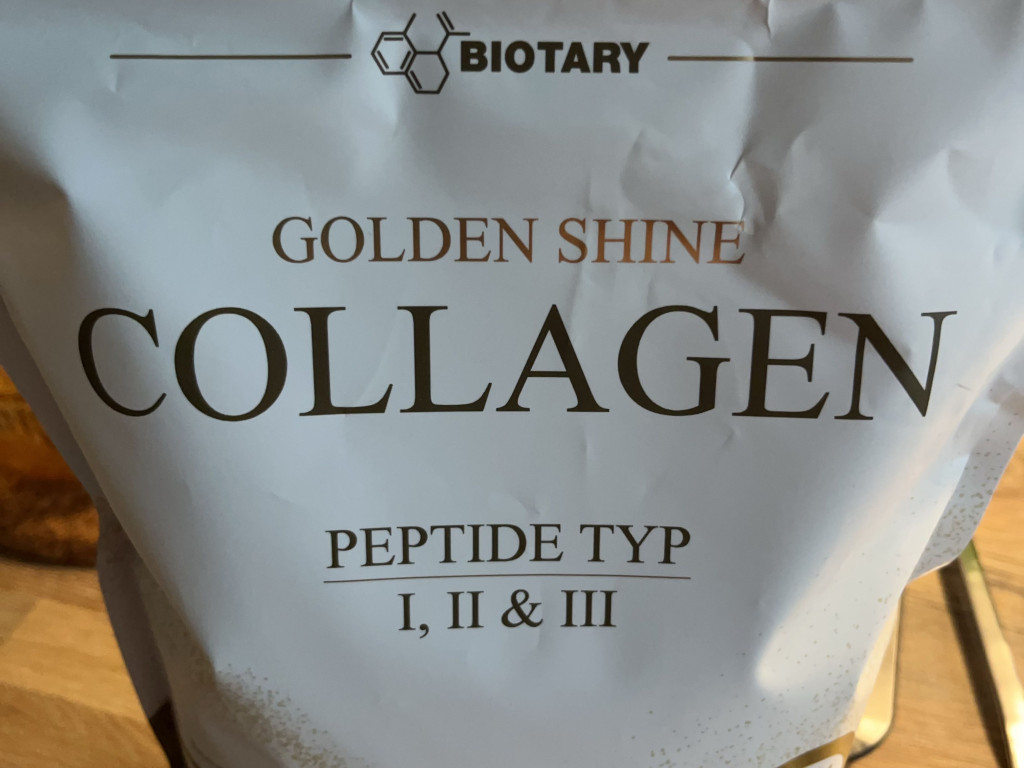 BIOTARY
GOLDEN SHINE
COLLAGEN
PEPTIDE TYP
I, II & III